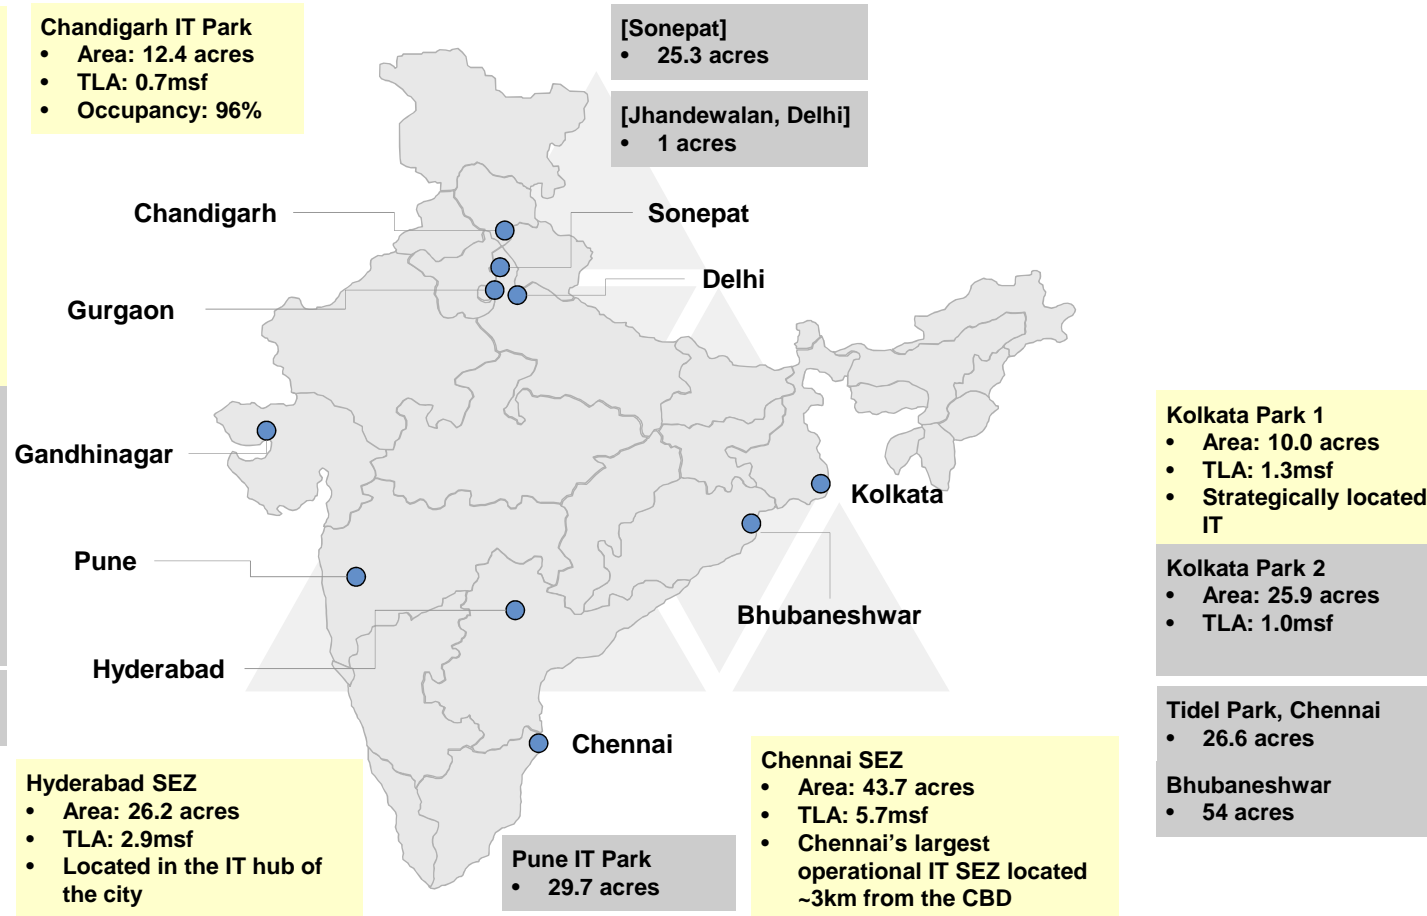 Chandigarh IT Park
• Area: 12.4 acres
• TLA: 0.7msf
• Occupancy: 96%
[Sonepat]
• 25.3 acres
[Jhandewalan, Delhi]
• 1 acres
Chandigarh
Sonepat
Delhi
Gurgaon
Gandhinagar
Kolkata
Pune
Bhubaneshwar
Hyderabad
Chennai
Kolkata Park 1
• Area: 10.0 acres
• TLA: 1.3msf
• Strategically located
IT
Kolkata Park 2
• Area: 25.9 acres
• TLA: 1.0msf
Tidel Park, Chennai
• 26.6 acres
Bhubaneshwar
• 54 acres
Hyderabad SEZ
• Area: 26.2 acres
• TLA: 2.9msf
• Located in the IT hub of
the city
Pune IT Park
• 29.7 acres
Chennai SEZ
• Area: 43.7 acres
• TLA: 5.7msf
• Chennai's largest
operational IT SEZ located
~3km from the CBD